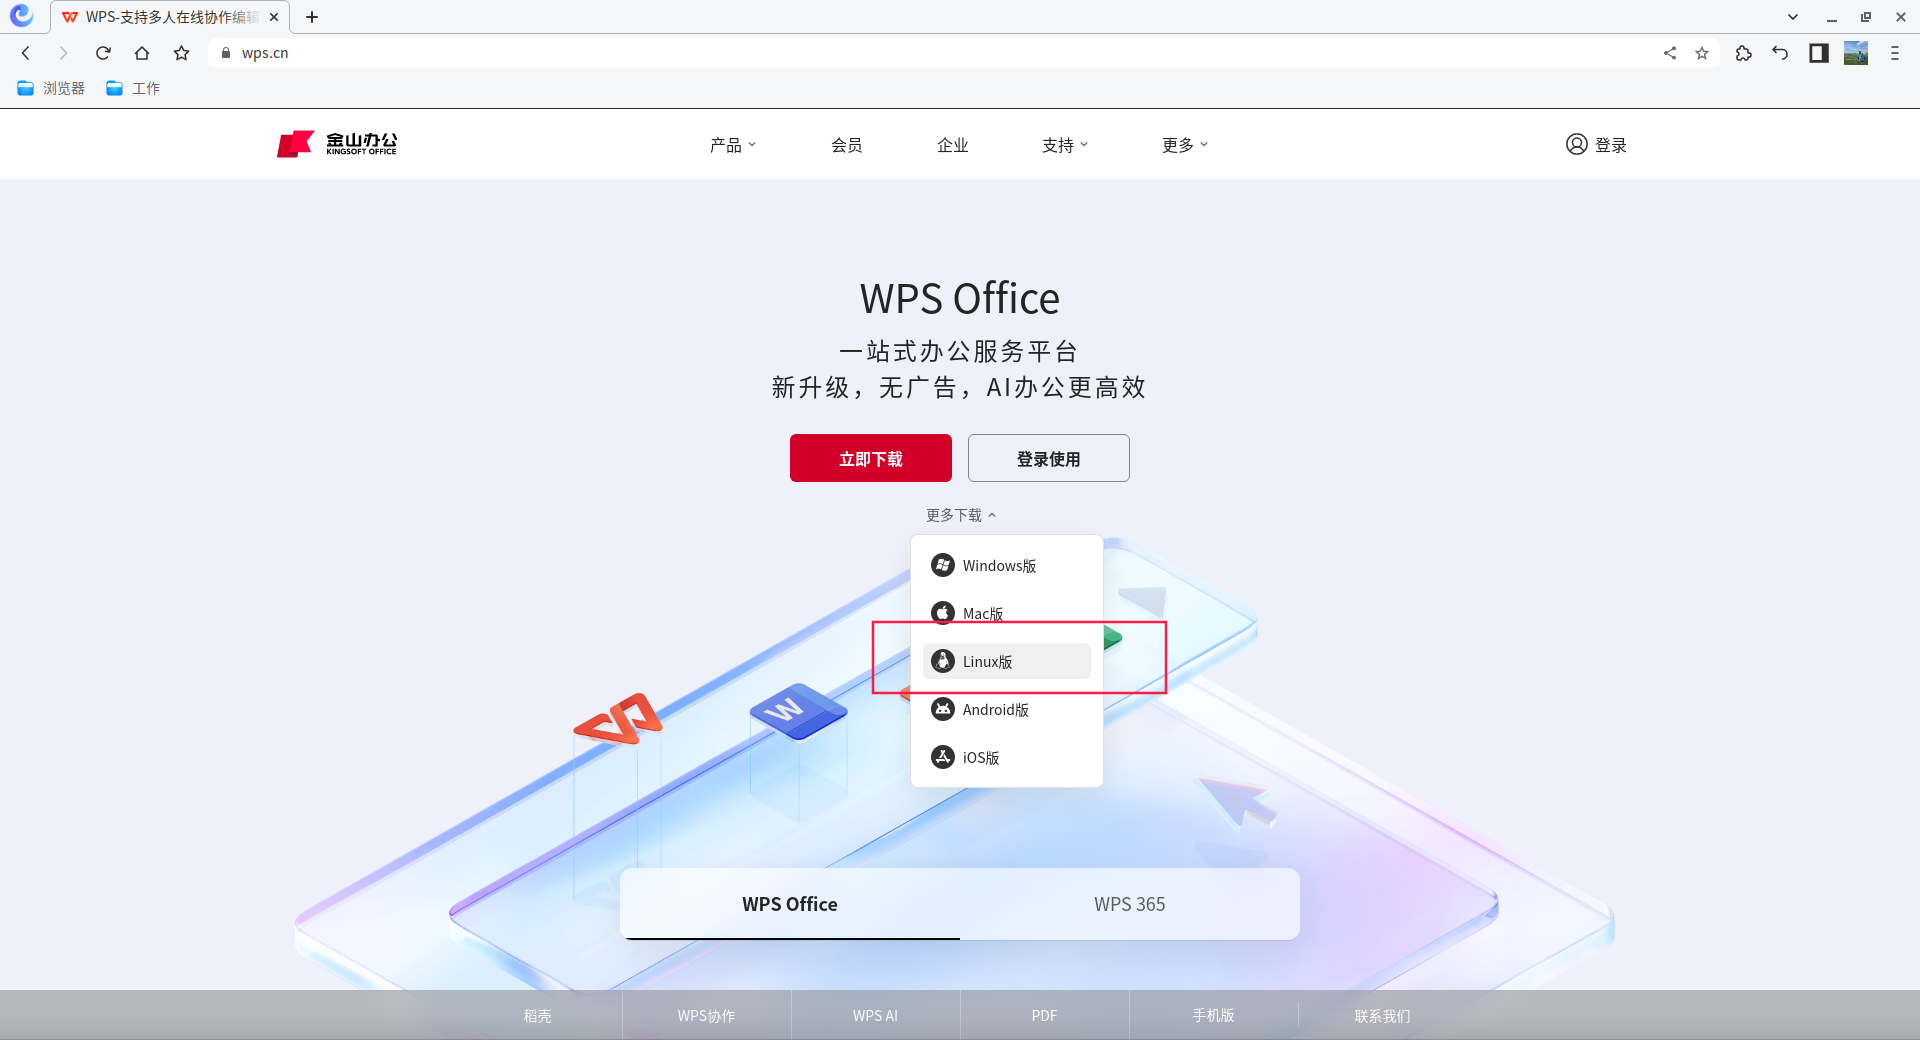 WPS-支持多人在线协作编辑
wps.cn
浏览器
工作
金山办公
KINGSOFT OFFICE
产品
会员
企业
支持
更多
登录
WPS Office
一站式办公服务平台
新升级，无广告，AI办公更高效
立即下载
登录使用
更多下载
Windows版
Mac版
Linux版
Android版
iOS版
W
WPS Office
WPS 365
稻壳
WPS协作
WPS AI
PDF
手机版
联系我们